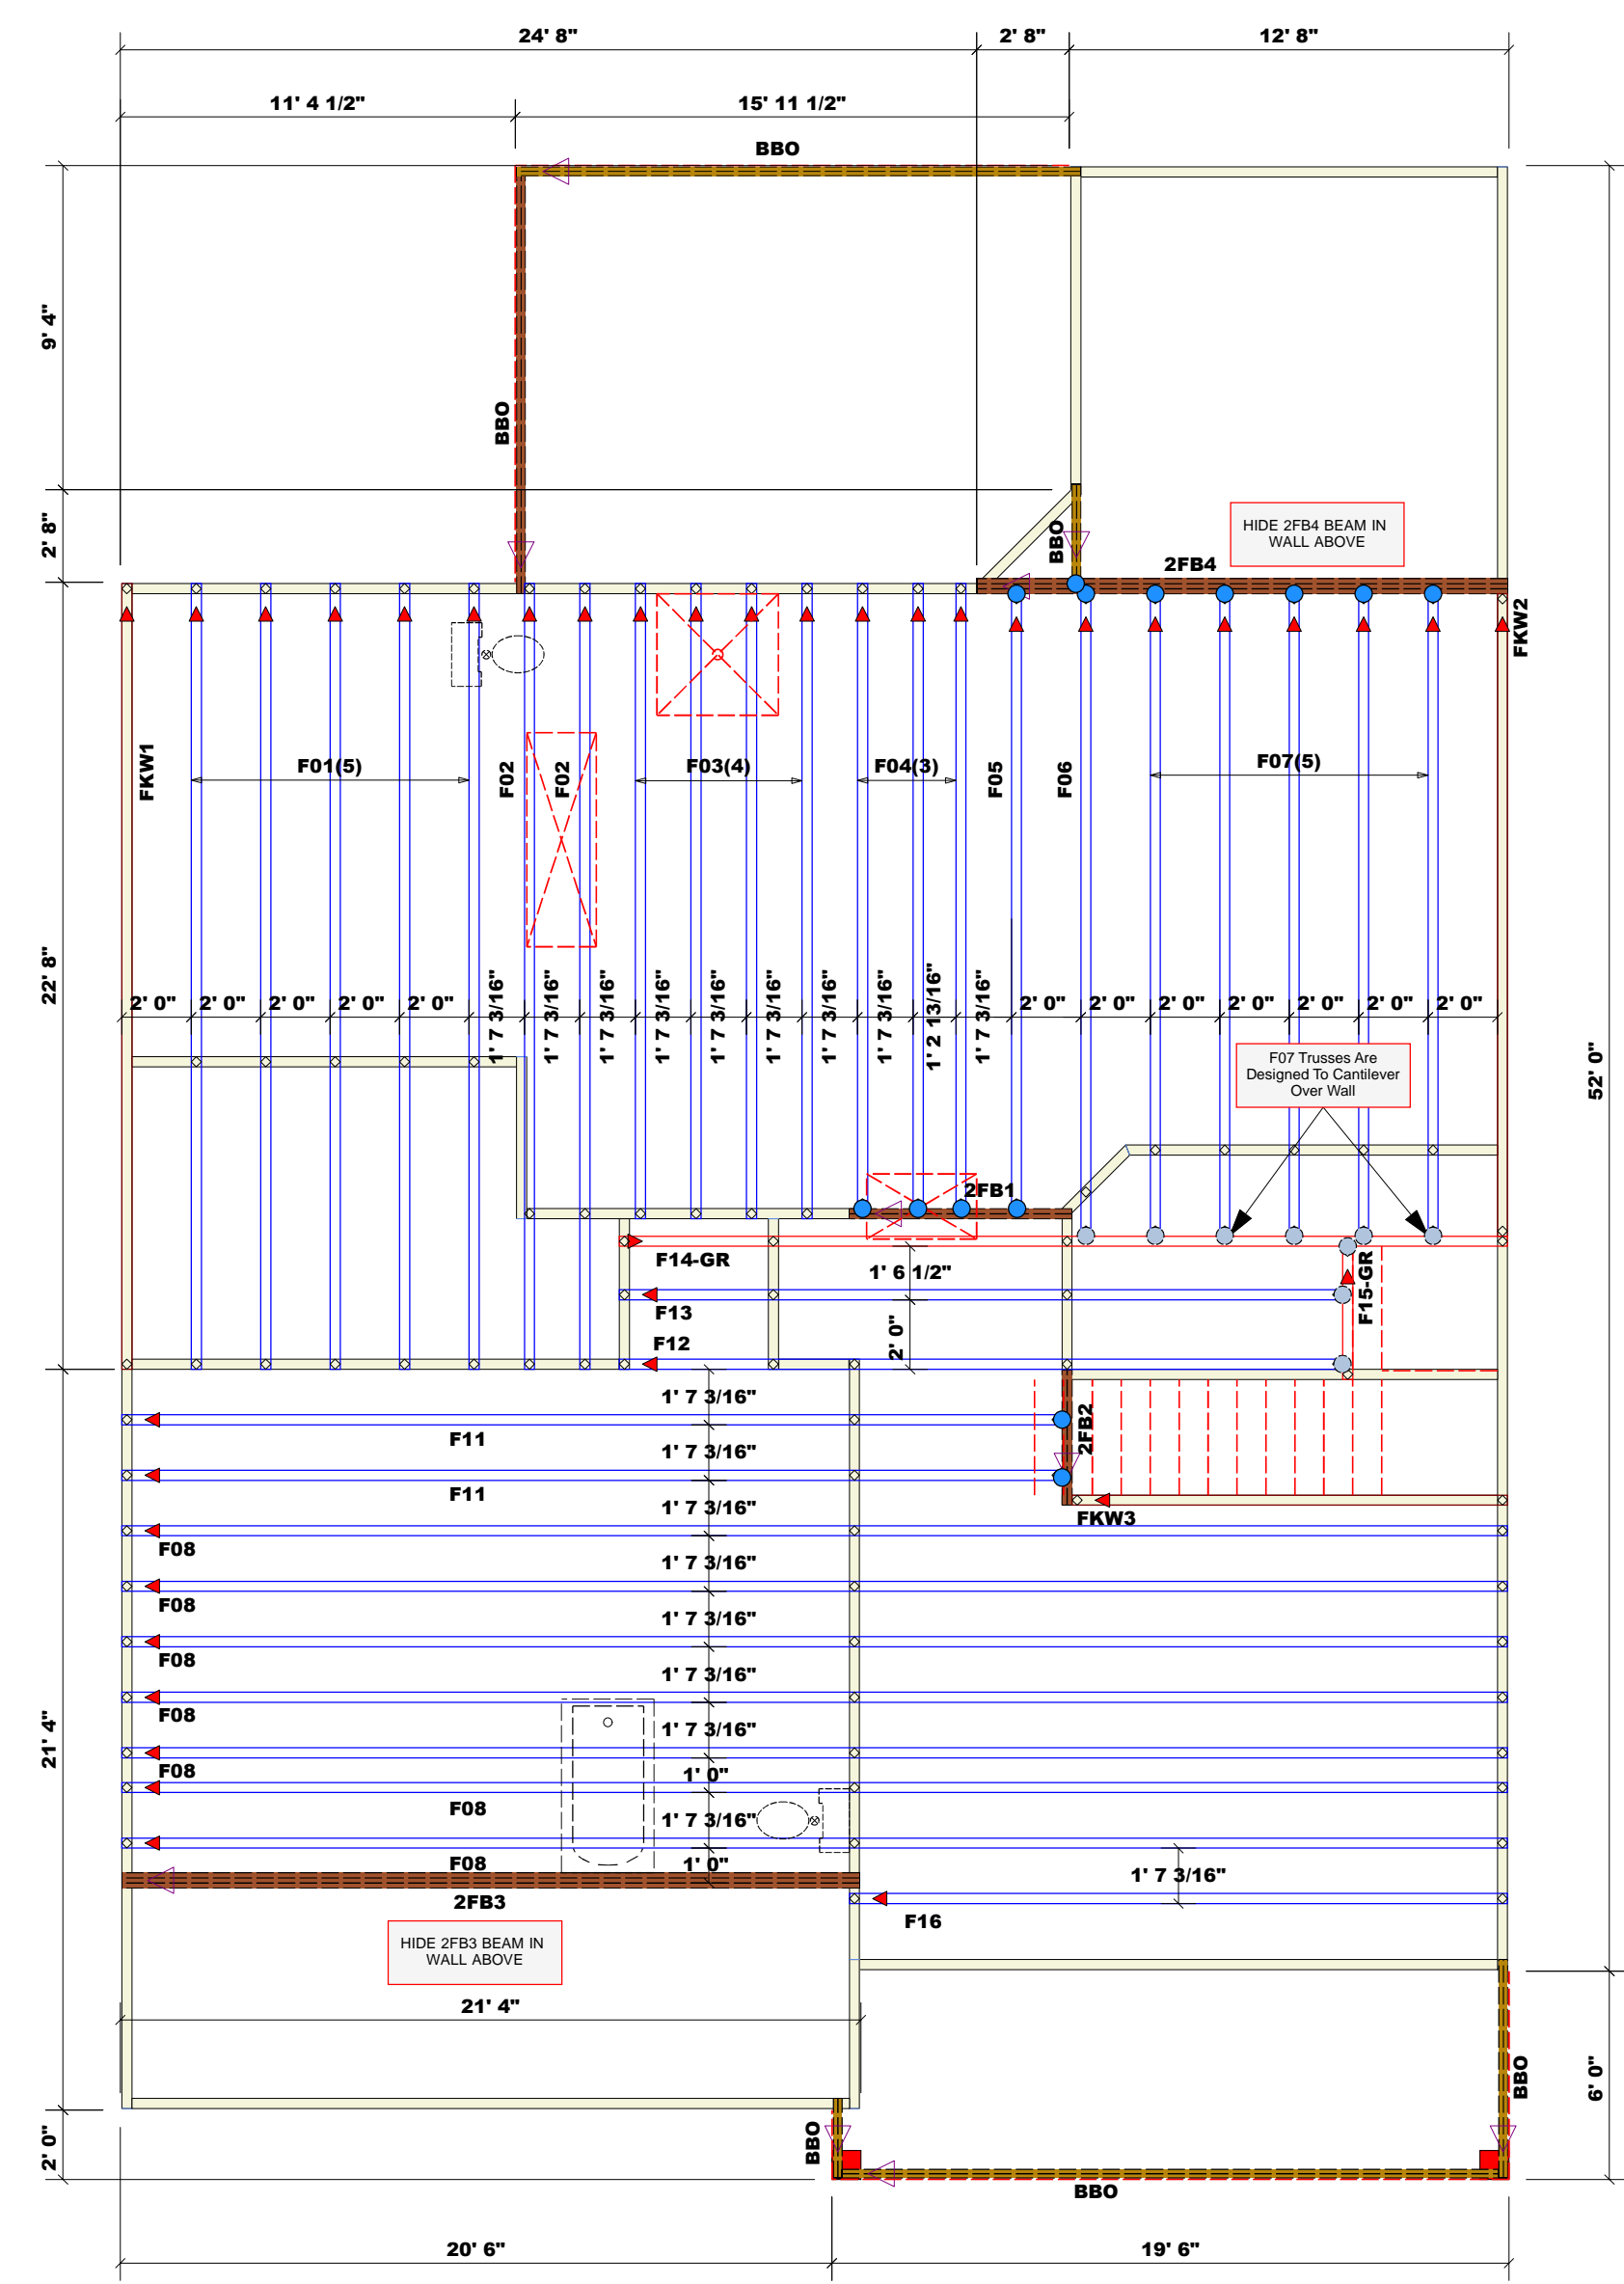 24' 8"
2' 8"
12' 8"
11' 4 1/2"
15' 11 1/2"
BBO
9' 4"
BBO
2' 8"
BBO
HIDE 2FB4 BEAM IN
WALL ABOVE
2FB4
FKW2
FKW1
F01(5)
F02
F02
F03(4)
F04(3)
F05
F06
F07(5)
22' 8"
2' 0"
2' 0"
2' 0"
2' 0"
2' 0"
1' 7 3/16"
1' 7 3/16"
1' 7 3/16"
1' 7 3/16"
1' 7 3/16"
1' 7 3/16"
1' 7 3/16"
1' 7 3/16"
1' 2 13/16"
1' 7 3/16"
2' 0"
2' 0"
2' 0"
2' 0"
2' 0"
2' 0"
2' 0"
52' 0"
F07 Trusses Are
Designed To Cantilever
Over Wall
2FB1
F14-GR
1' 6 1/2"
F15-GR
F13
2' 0"
F12
1' 7 3/16"
F11
2FB2
1' 7 3/16"
F11
1' 7 3/16"
FKW3
F08
1' 7 3/16"
F08
1' 7 3/16"
F08
1' 7 3/16"
F08
1' 7 3/16"
F08
21' 4"
1' 0"
F08
1' 7 3/16"
F08
1' 0"
1' 7 3/16"
2FB3
F16
HIDE 2FB3 BEAM IN
WALL ABOVE
21' 4"
BBO
6' 0"
BBO
2' 0"
BBO
20' 6"
19' 6"